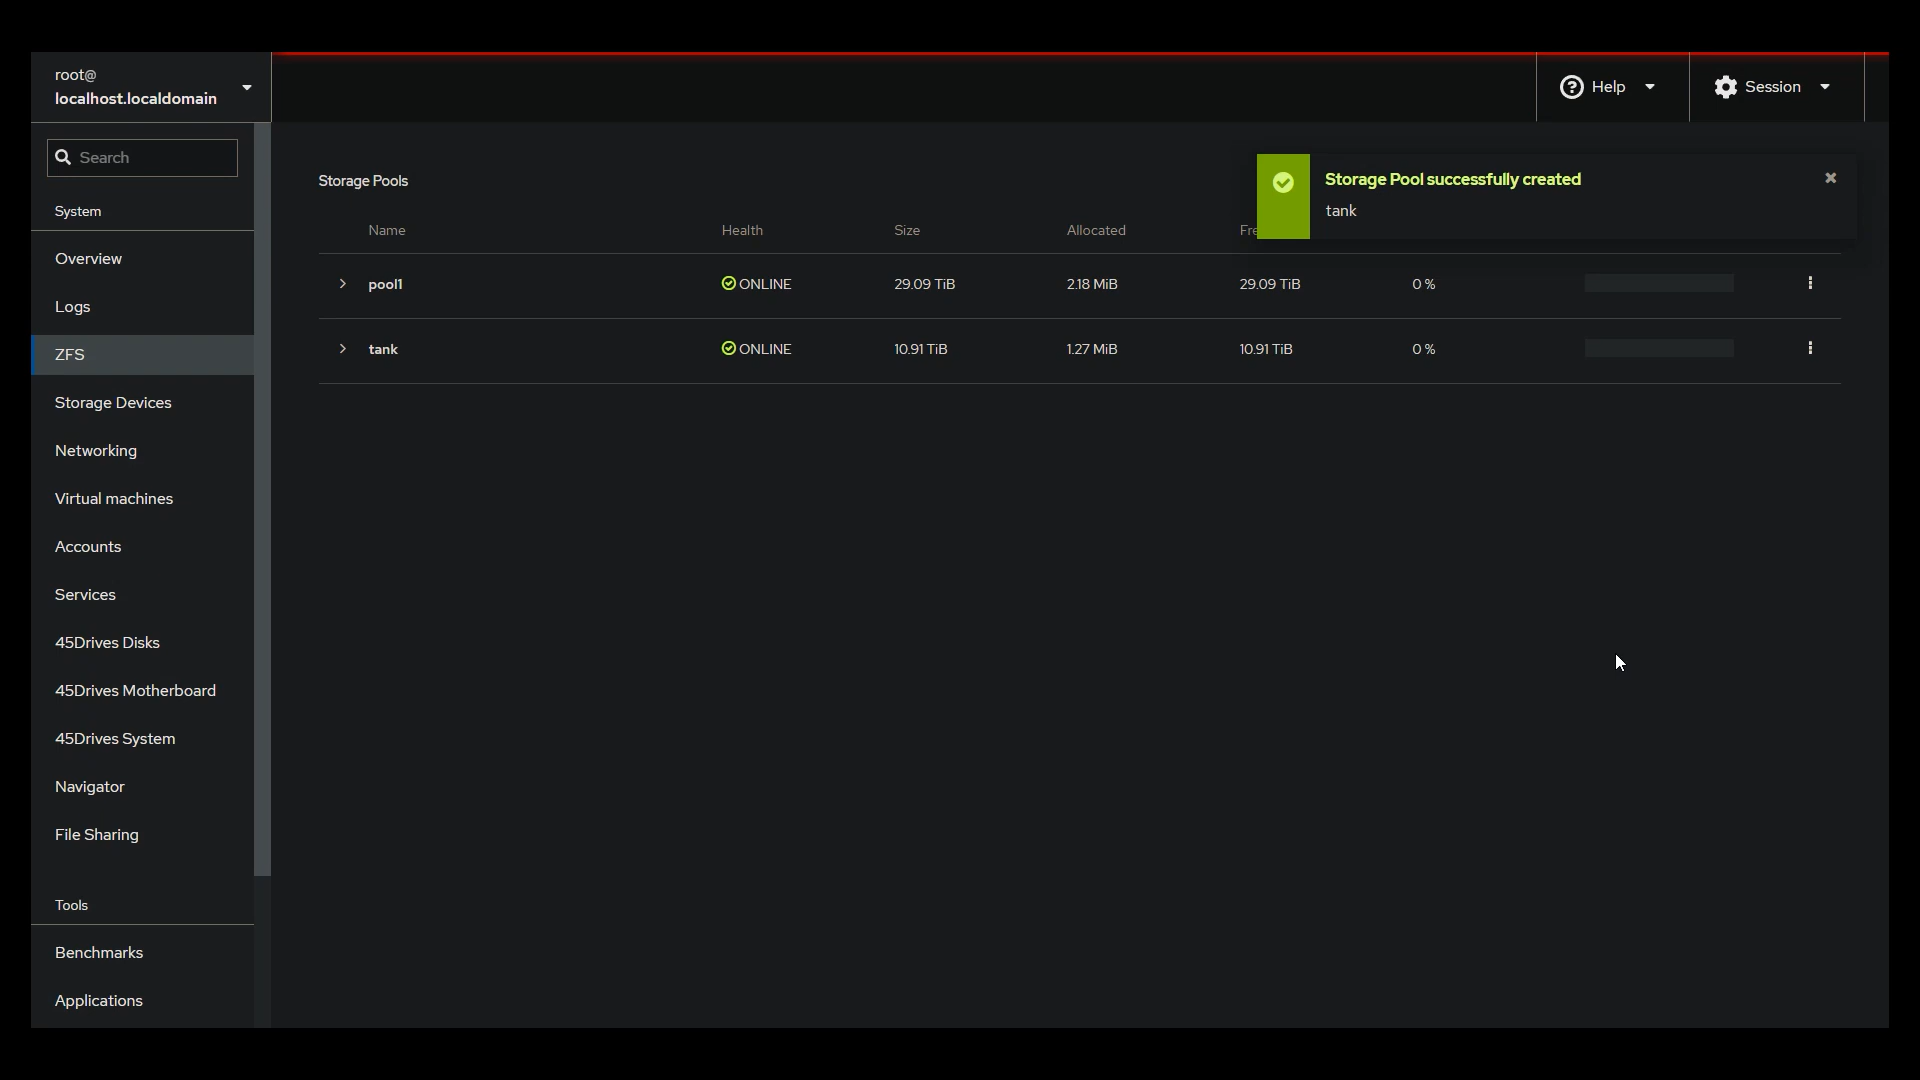 root@
localhost.localdomain
Help
Session
Search
System
Overview
Logs
ZFS
Storage Devices
Networking
Virtual machines
Accounts
Services
45Drives Disks
45Drives Motherboard
45Drives System
Navigator
File Sharing
Tools
Benchmarks
Applications
Storage Pools
Storage Pool successfully created
tank
Name Health Size Allocated Fre
pool1 ONLINE 29.09 TiB 2.18 MiB 29.09 TiB 0 %
tank ONLINE 10.91 TiB 1.27 MiB 10.91 TiB 0 %